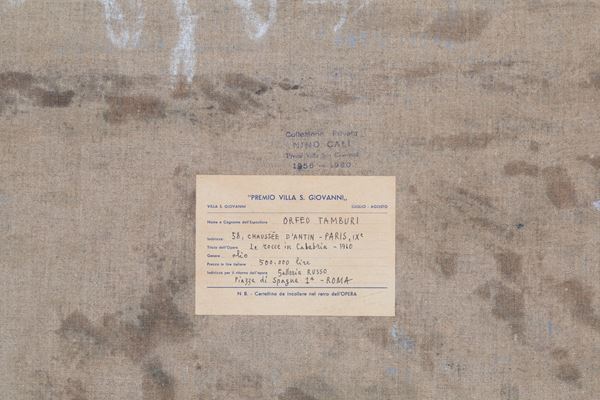 Collezione Privata
NINO CALÌ
Premi Villa San Giovanni
1956 - 1960
"PREMIO VILLA S. GIOVANNI„
VILLA S. GIOVANNI LUGLIO - AGOSTO
Nome e Cognome dell'Espositore ORFEO TAMBURI
Indirizzo 58, CHAUSSÉE D'ANTIN - PARIS, IXe
Titolo dell'Opera Le rocce in Calabria - 1960
Genere olio
Prezzo in lire italiane 500.000 lire
Indirizzo per il ritorno dell'opera Galleria RUSSO
Piazza di Spagna 1a - ROMA
N B. - Cartellino da incollare nel retro dell'OPERA